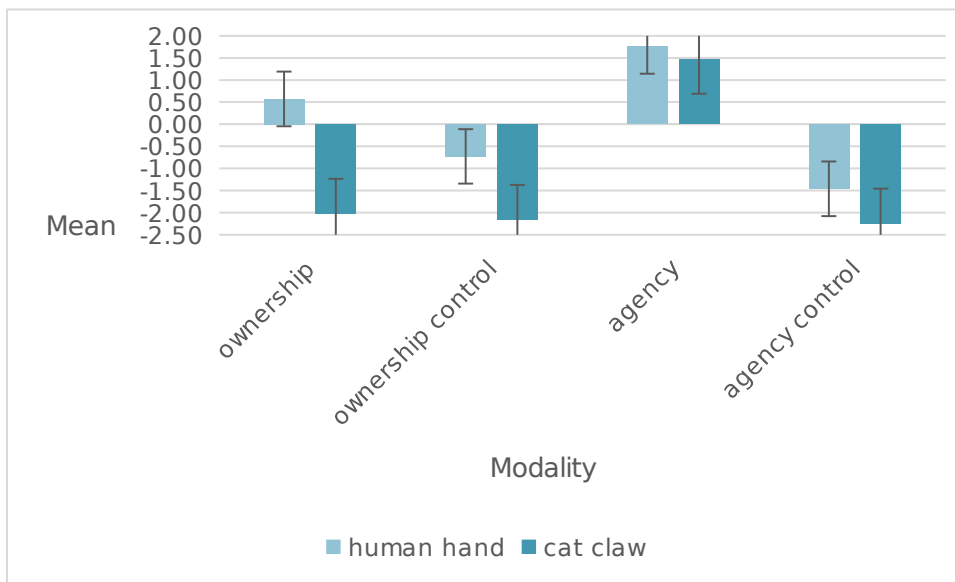 2.00
1.50
1.00
0.50
0.00
-0.50
-1.00
-1.50
-2.00
-2.50
Mean
ownership
ownership control
agency
agency control
Modality
human hand cat claw